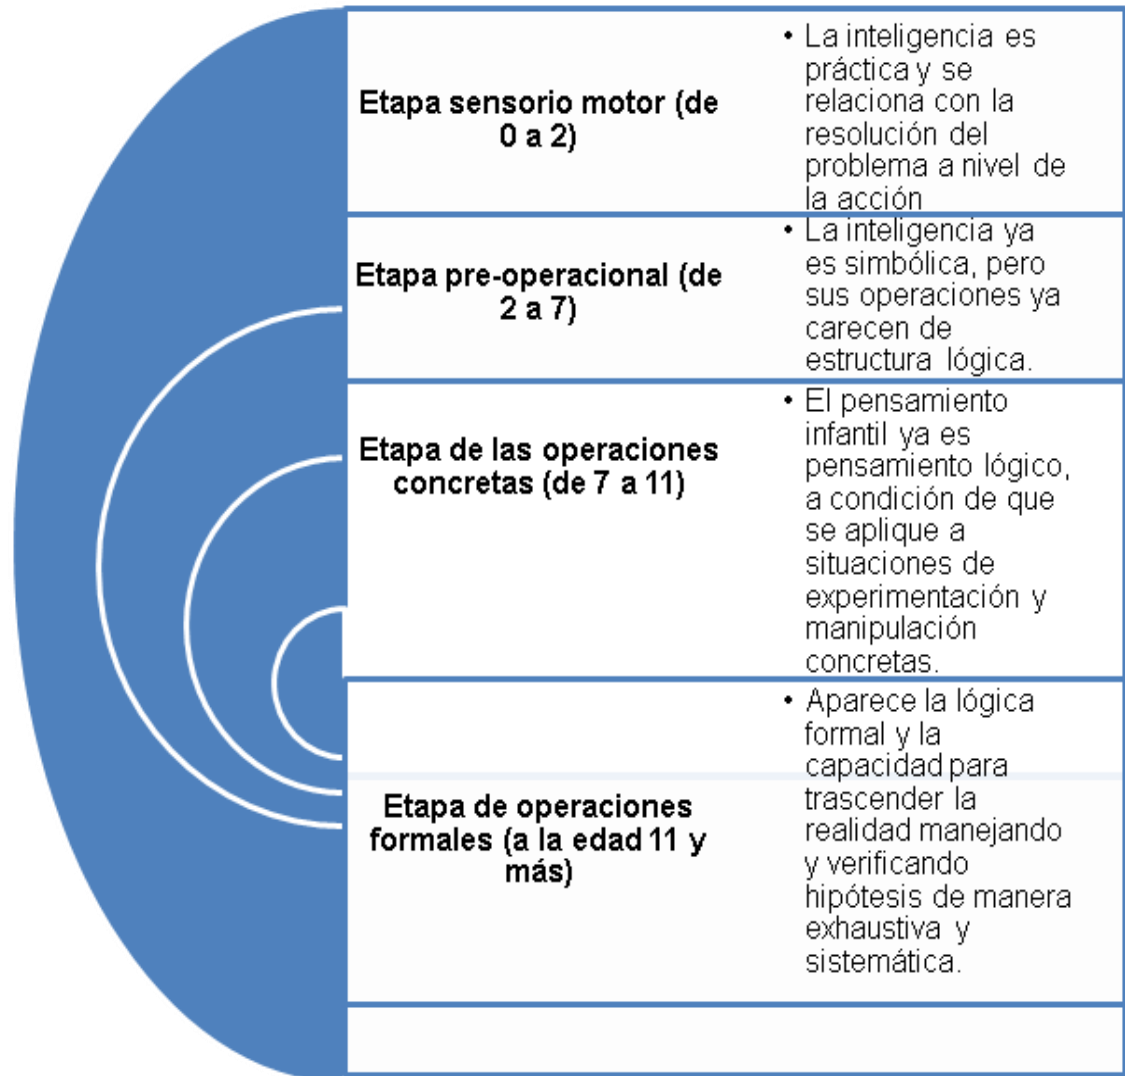 Etapa sensorio motor (de
0 a 2)
• La inteligencia es
práctica y se
relaciona con la
resolución del
problema a nivel de
la acción
Etapa pre-operacional (de
2 a 7)
• La inteligencia ya
es simbólica, pero
sus operaciones ya
carecen de
estructura lógica.
Etapa de las operaciones
concretas (de 7 a 11)
• El pensamiento
infantil ya es
pensamiento lógico,
a condición de que
se aplique a
situaciones de
experimentación y
manipulación
concretas.
Etapa de operaciones
formales (a la edad 11 y
más)
• Aparece la lógica
formal y la
capacidad para
trascender la
realidad manejando
y verificando
hipótesis de manera
exhaustiva y
sistemática.